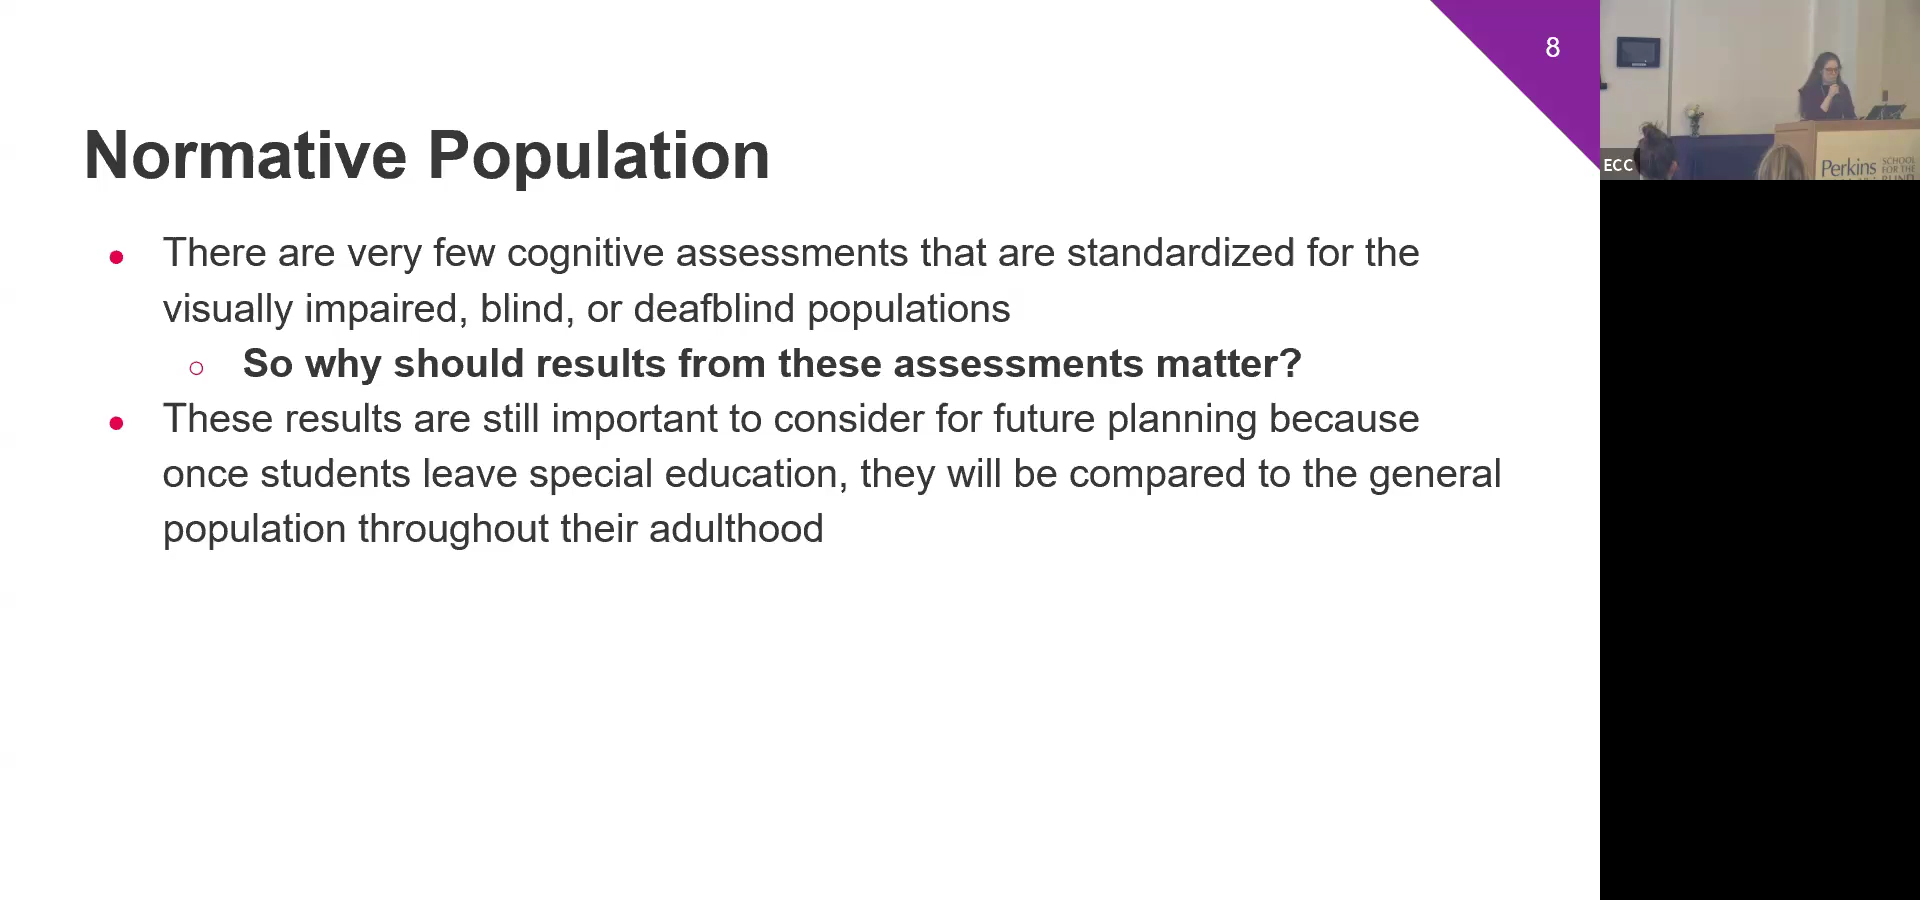 8
Normative Population
● There are very few cognitive assessments that are standardized for the
visually impaired, blind, or deafblind populations
○ So why should results from these assessments matter?
● These results are still important to consider for future planning because
once students leave special education, they will be compared to the general
population throughout their adulthood
ECC
Perkins
SCHOOL
FOR THE
BLIND